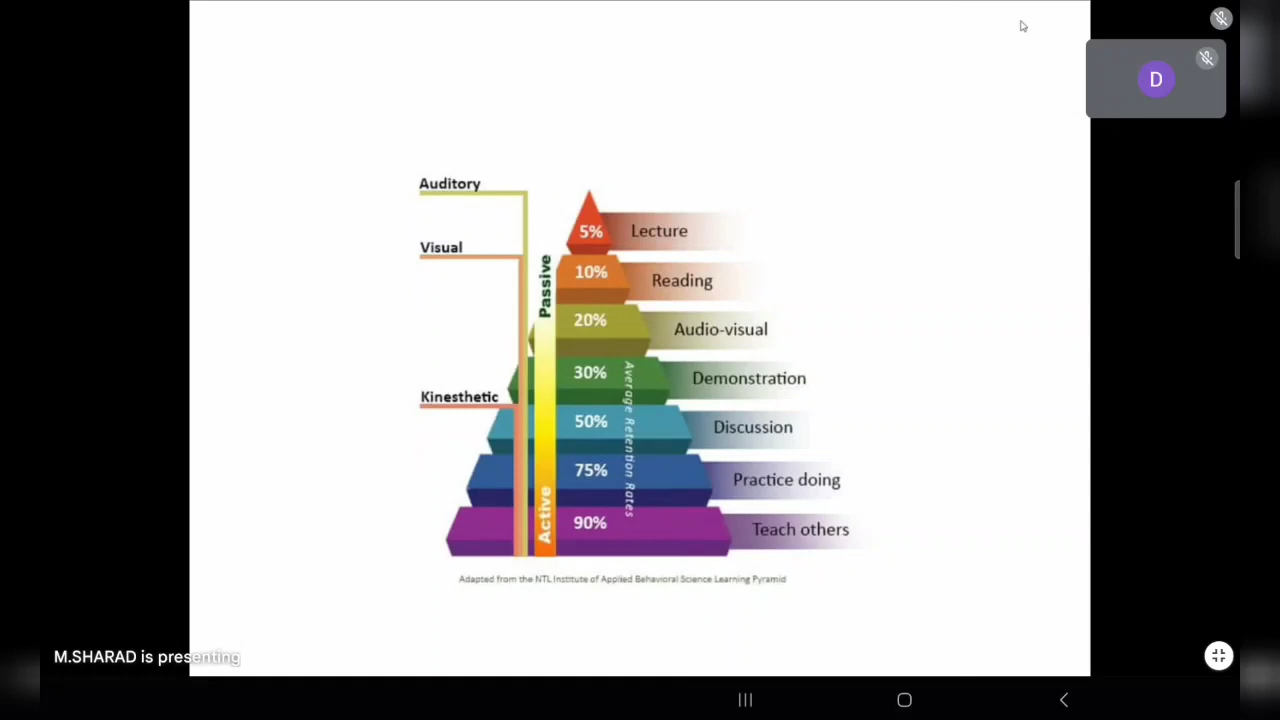 D
Auditory
5%
Lecture
Visual
Passive
10%
Reading
20%
Audio-visual
30%
Demonstration
Average Retention Rates
Kinesthetic
50%
Discussion
75%
Practice doing
Active
90%
Teach others
Adapted from the NTL Institute of Applied Behavioral Science Learning Pyramid
M.SHARAD is presenting